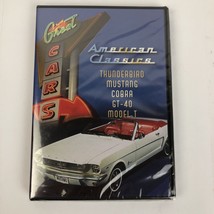 Great
CARS
American
Classics
THUNDERBIRD
MUSTANG
COBRA
GT-40
MODEL T